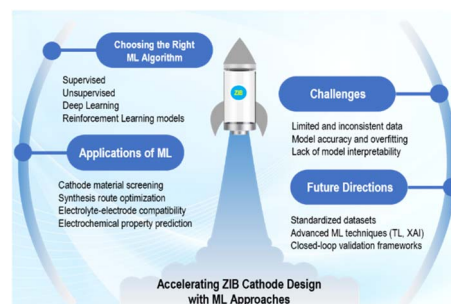 Choosing the Right
ML Algorithm
Supervised
Unsupervised
Deep Learning
Reinforcement Learning models
Applications of ML
Cathode material screening
Synthesis route optimization
Electrolyte-electrode compatibility
Electrochemical property prediction
ZIB
Challenges
Limited and inconsistent data
Model accuracy and overfitting
Lack of model interpretability
Future Directions
Standardized datasets
Advanced ML techniques (TL, XAI)
Closed-loop validation frameworks
Accelerating ZIB Cathode Design
with ML Approaches